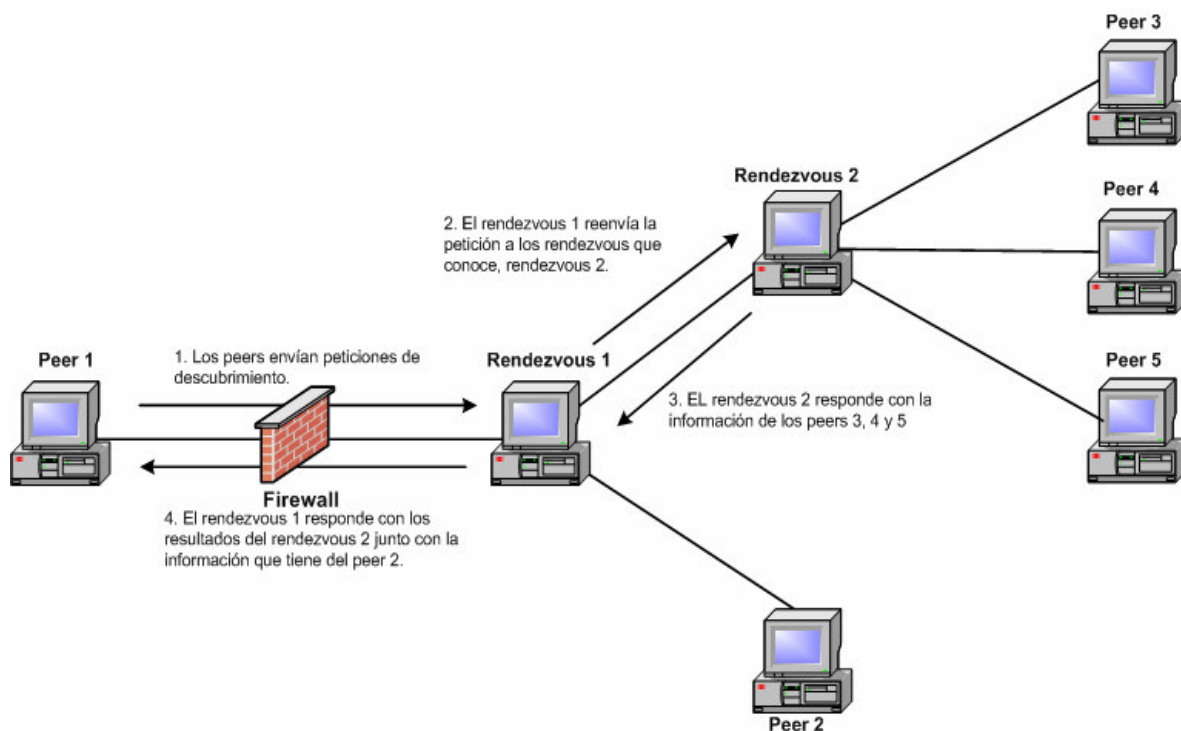 Peer 3
Rendezvous 2
Peer 4
2. El rendezvous 1 reenvía la
petición a los rendezvous que
conoce, rendezvous 2.
Peer 1
1. Los peers envían peticiones de
descubrimiento.
Rendezvous 1
Peer 5
3. EL rendezvous 2 responde con la
información de los peers 3, 4 y 5
Firewall
4. El rendezvous 1 responde con los
resultados del rendezvous 2 junto con la
información que tiene del peer 2.
Peer 2